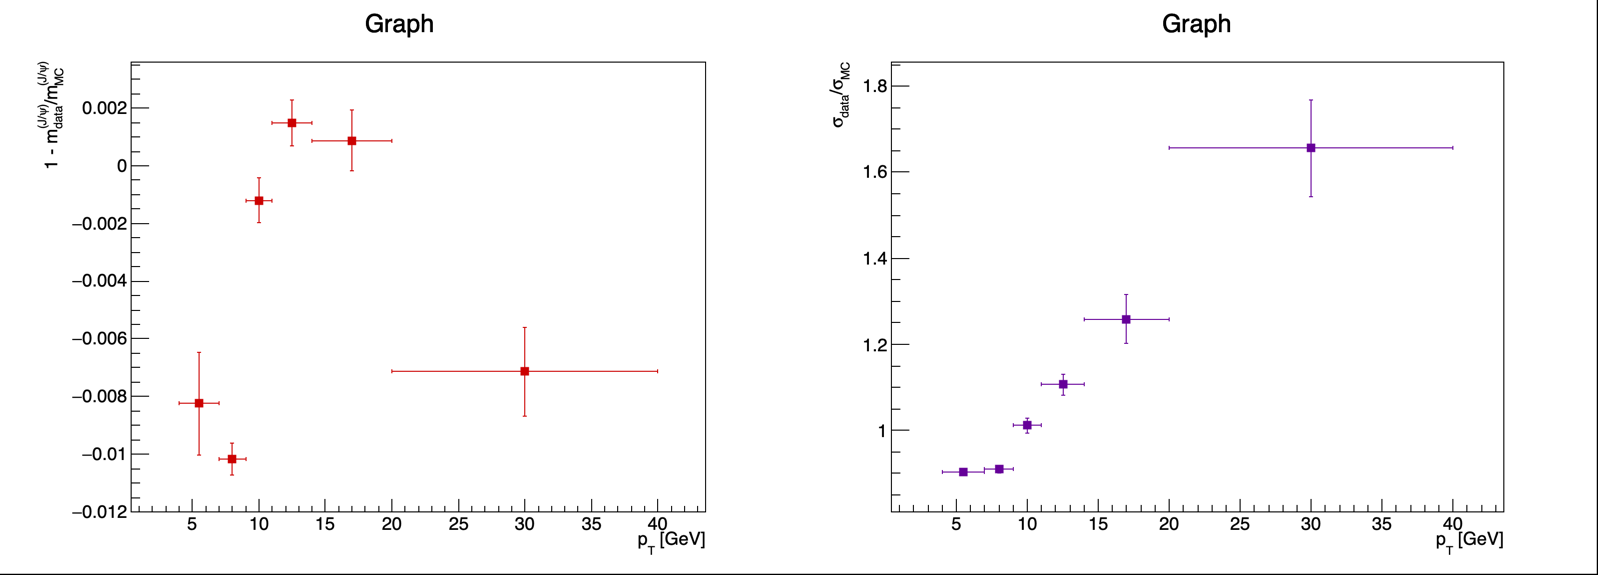 Graph
1 - m_data^(J/ψ)/m_MC^(J/ψ)
0.002
0
−0.002
−0.004
−0.006
−0.008
−0.01
−0.012
5 10 15 20 25 30 35 40
p_T [GeV]
Graph
σ_data/σ_MC
1.8
1.6
1.4
1.2
1
5 10 15 20 25 30 35 40
p_T [GeV]